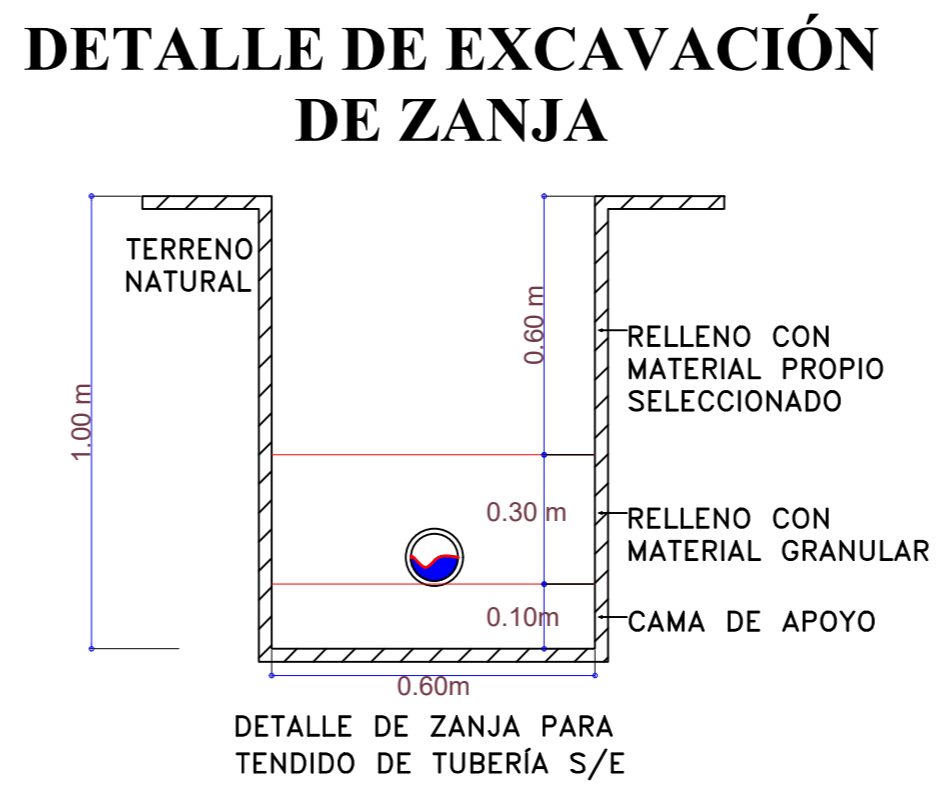 DETALLE DE EXCAVACIÓN
DE ZANJA
TERRENO
NATURAL
1.00 m
0.60 m
RELLENO CON
MATERIAL PROPIO
SELECCIONADO
0.30 m
RELLENO CON
MATERIAL GRANULAR
0.10m
CAMA DE APOYO
0.60m
DETALLE DE ZANJA PARA
TENDIDO DE TUBERÍA S/E